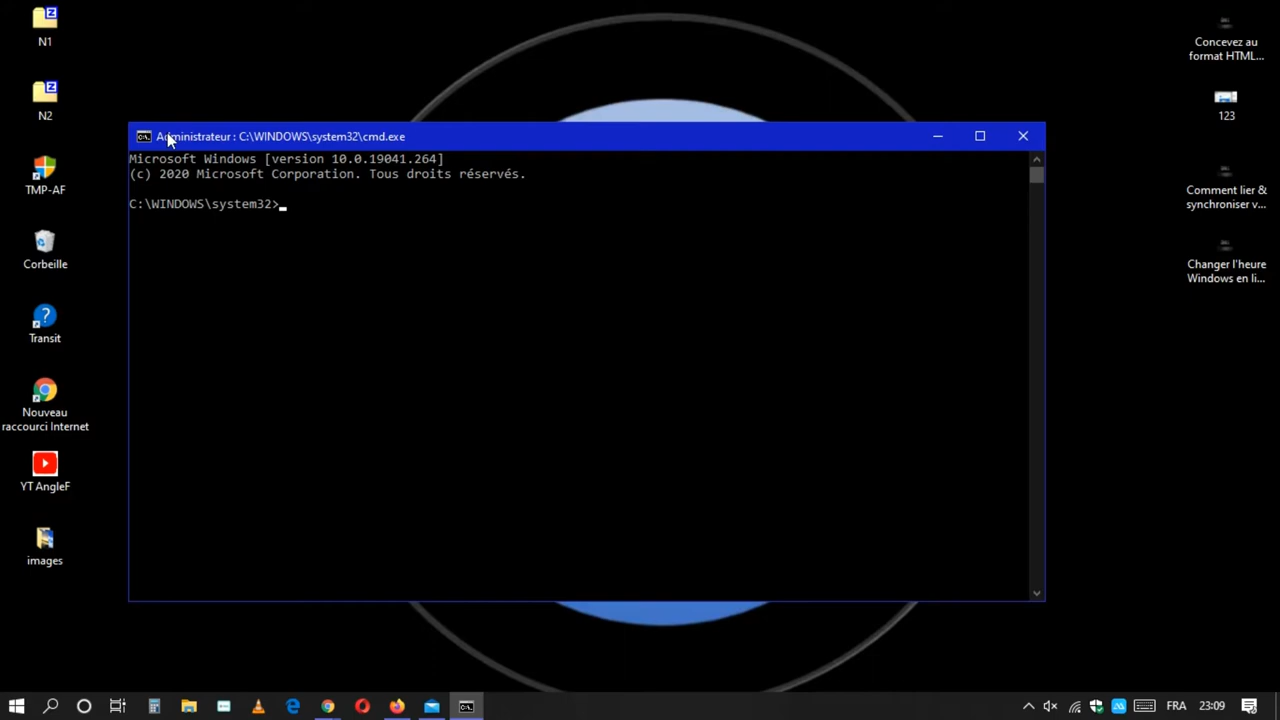 N1
N2
TMP-AF
Corbeille
Transit
Nouveau
raccourci Internet
YT AngleF
images
Administrateur : C:\WINDOWS\system32\cmd.exe
Microsoft Windows [version 10.0.19041.264]
(c) 2020 Microsoft Corporation. Tous droits réservés.
C:\WINDOWS\system32>
Concevez au
format HTML...
123
Comment lier &
synchroniser v...
Changer l'heure
Windows en li...
FRA
23:09